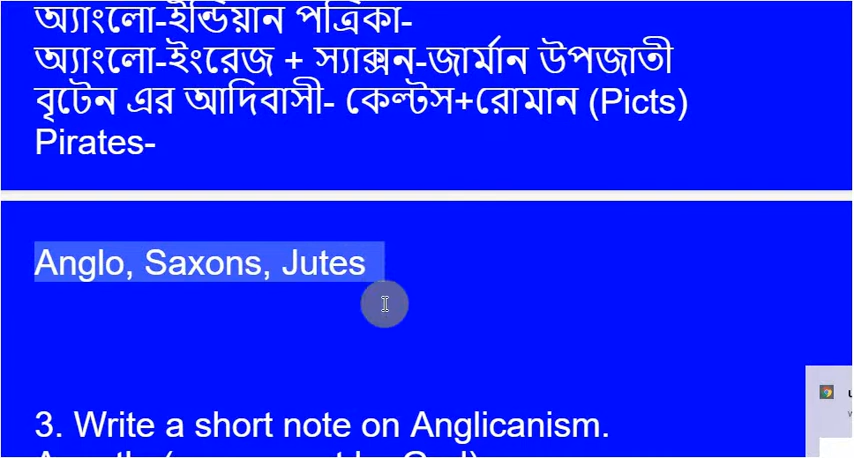 অ্যাংলো-ইন্ডিয়ান পত্রিকা-
অ্যাংলো-ইংরেজ + স্যাক্সন-জার্মান উপজাতী
বৃটেন এর আদিবাসী- কেল্টস+রোমান (Picts)
Pirates-
Anglo, Saxons, Jutes
3. Write a short note on Anglicanism.